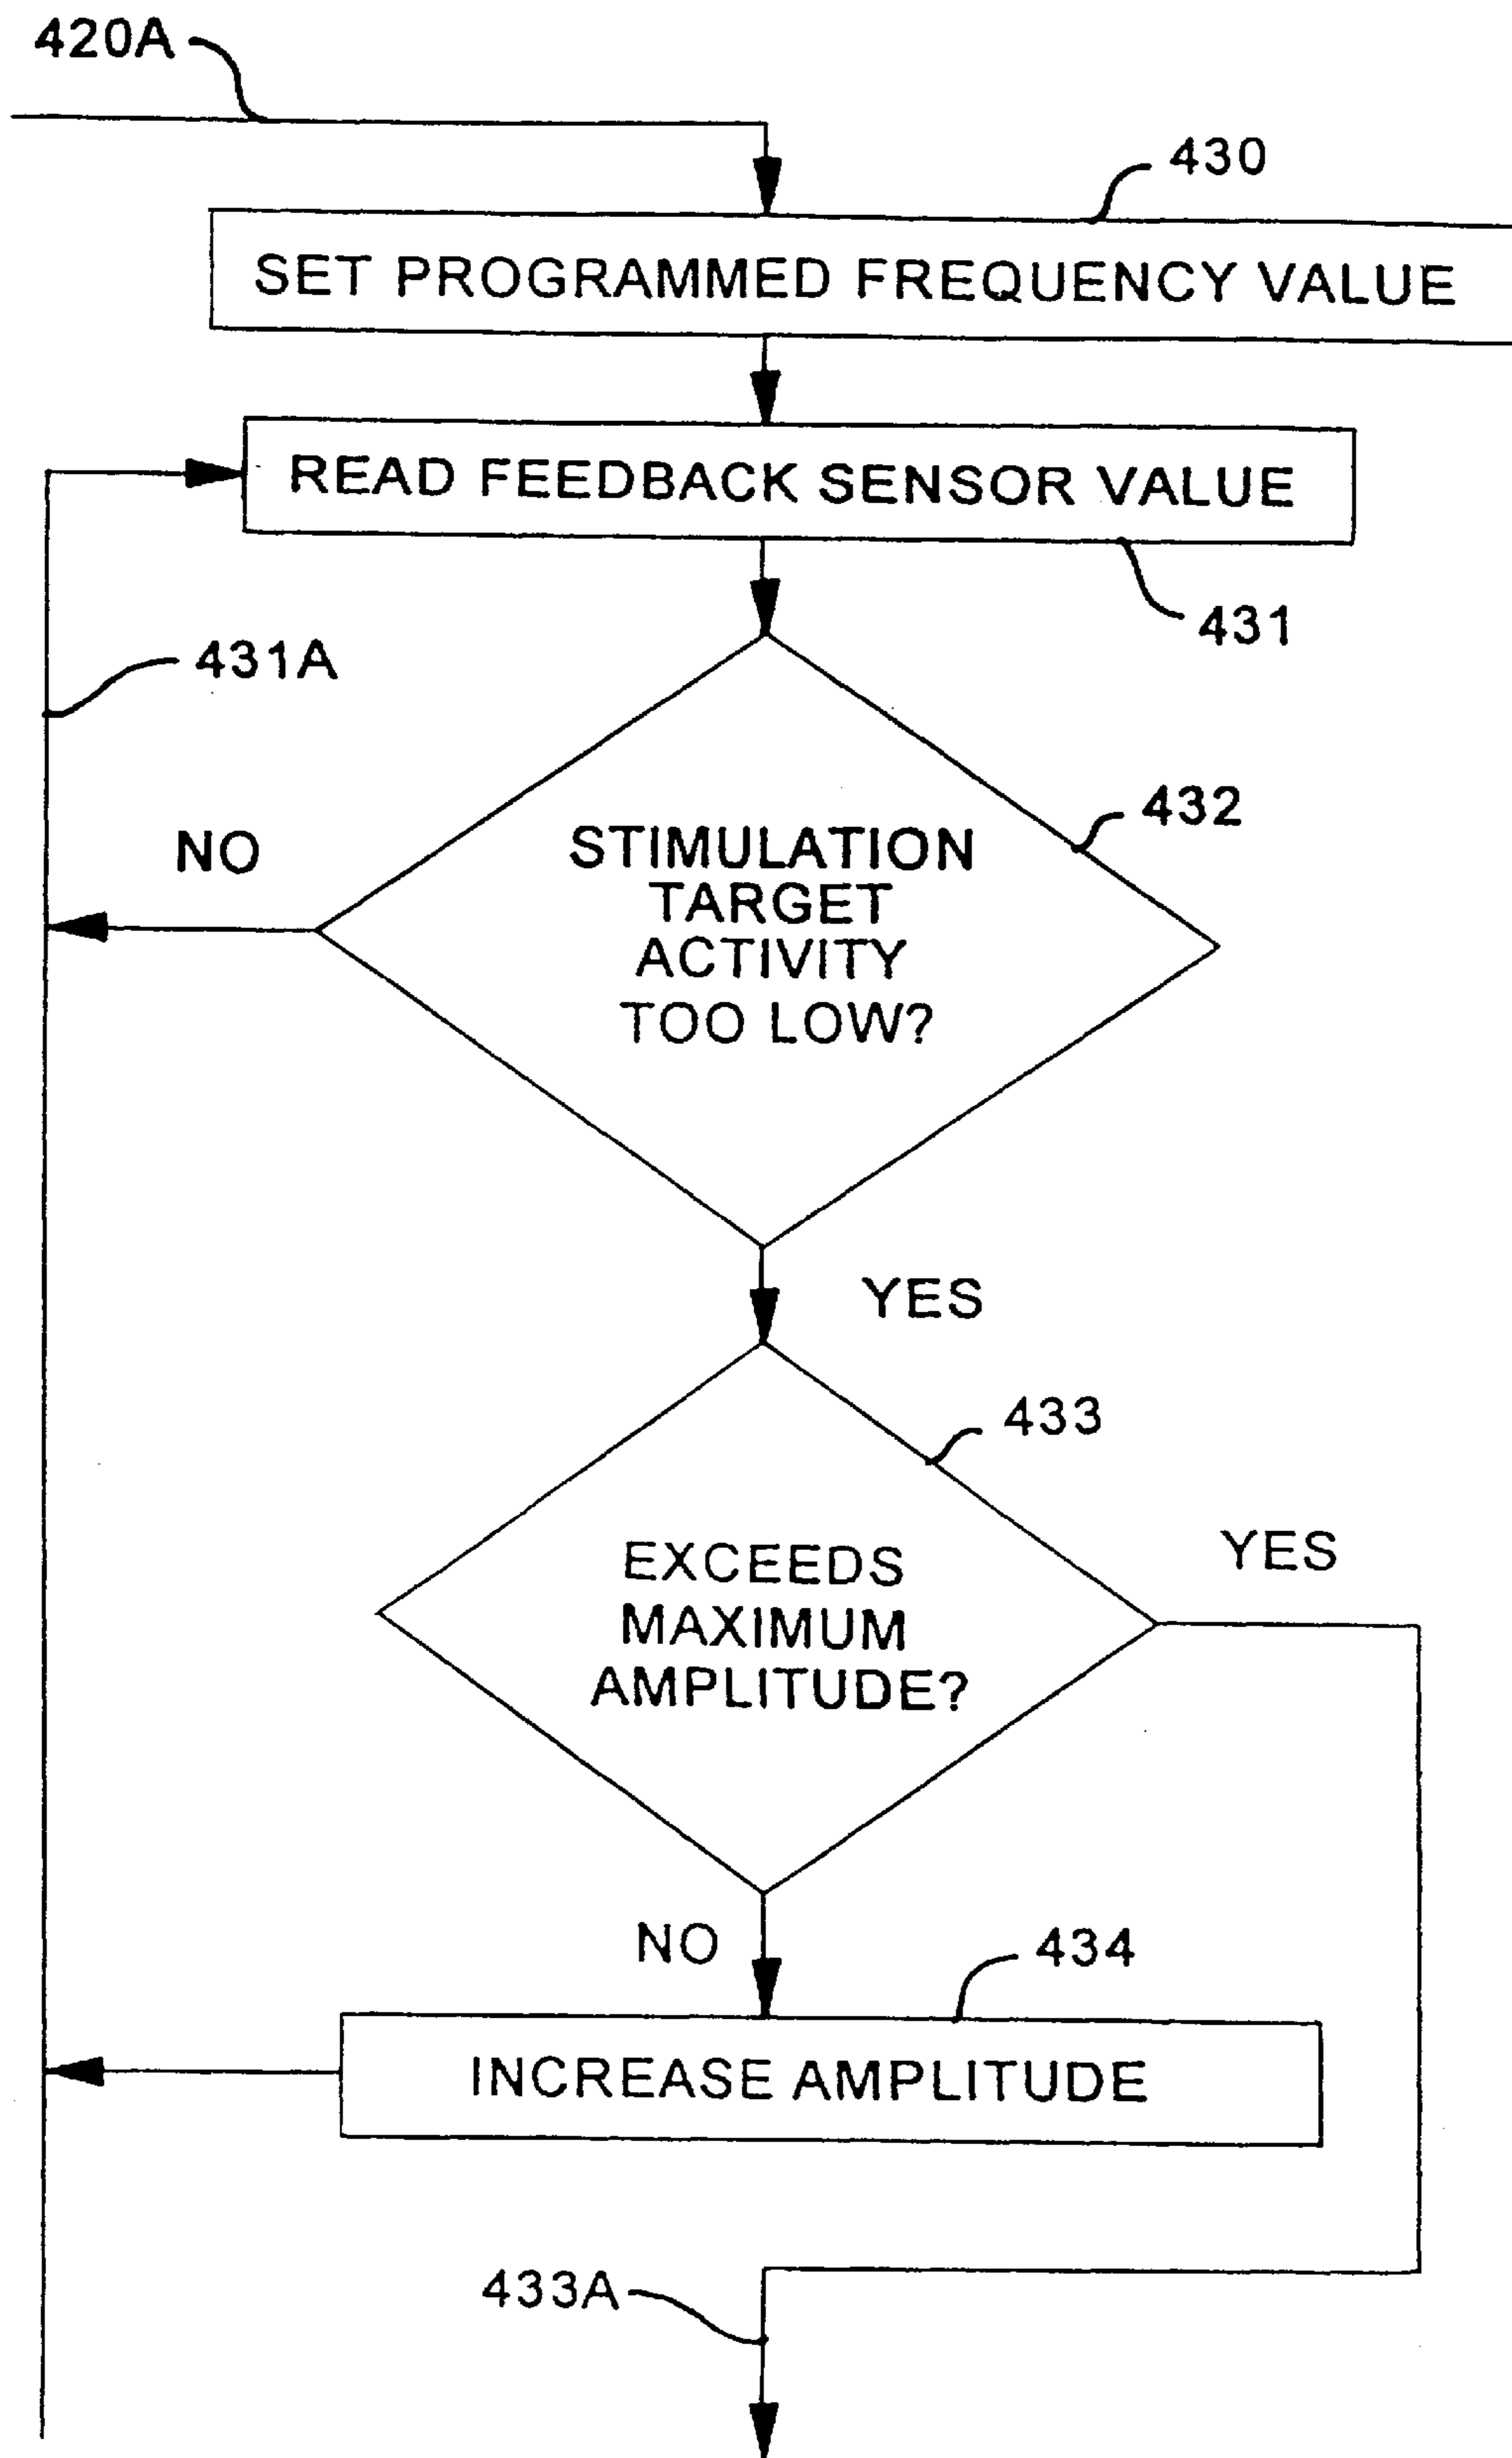 420A
430
SET PROGRAMMED FREQUENCY VALUE
READ FEEDBACK SENSOR VALUE
431
431A
432
NO
STIMULATION
TARGET
ACTIVITY
TOO LOW?
YES
433
YES
EXCEEDS
MAXIMUM
AMPLITUDE?
NO
434
INCREASE AMPLITUDE
433A